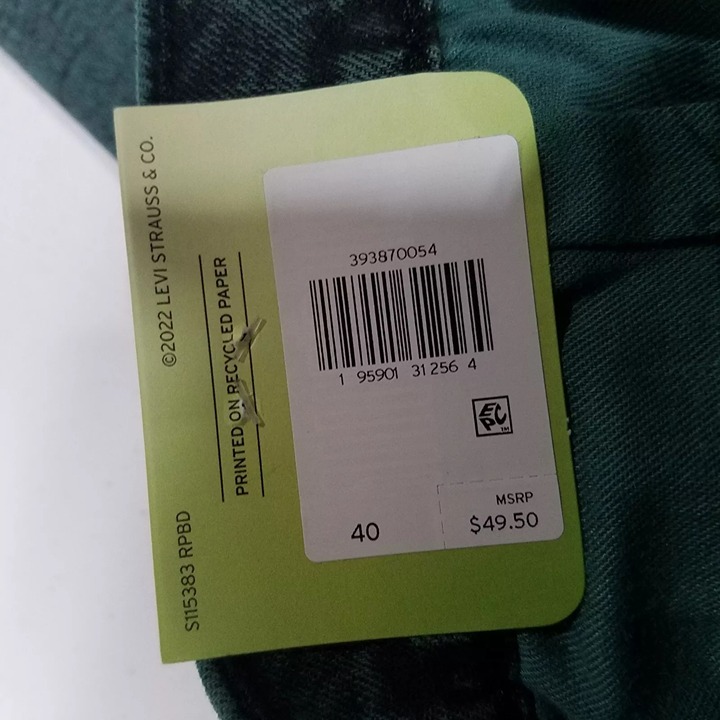 ©2022 LEVI STRAUSS & CO.
PRINTED ON RECYCLED PAPER
S115383 RPBD
393870054
1 95901 31256 4
EPC™
40
MSRP
$49.50